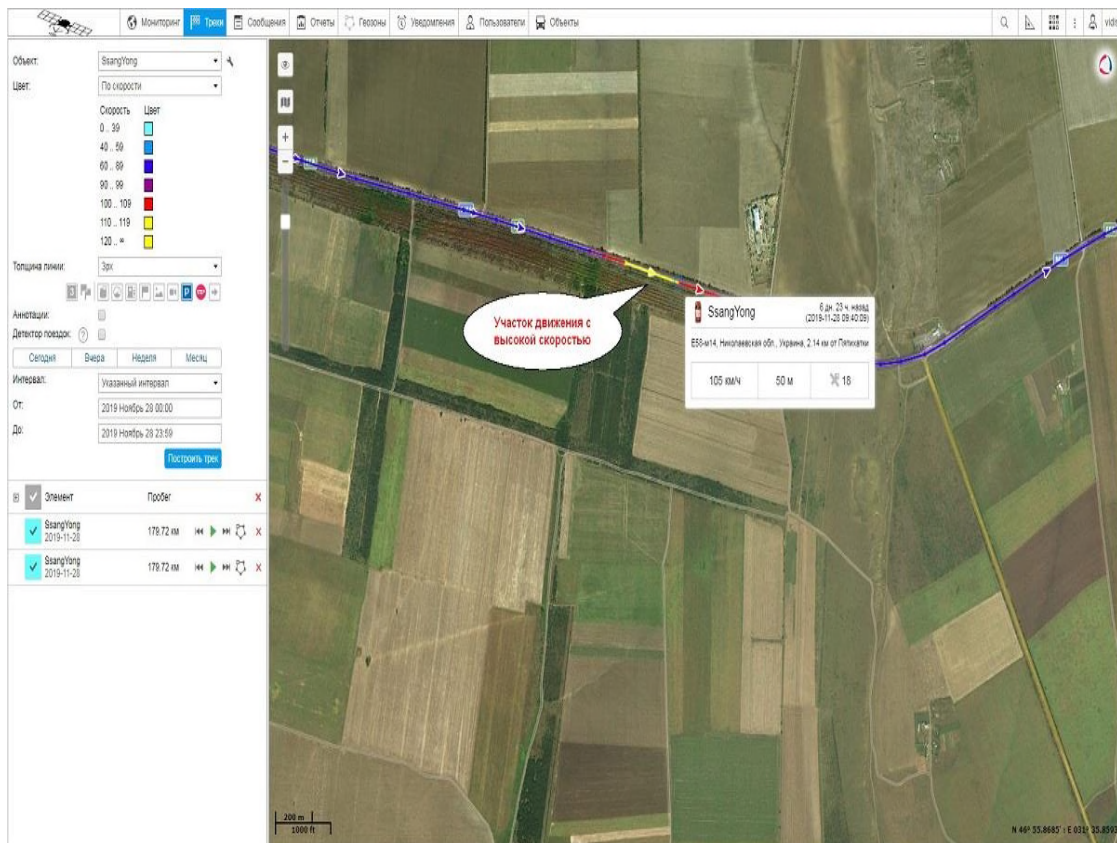 Мониторинг Треки Сообщения Отчеты Геозоны Уведомления Пользователи Объекты
Объект: SsangYong
Цвет: По скорости
Скорость Цвет
0 .. 39
40 .. 59
60 .. 89
90 .. 99
100 .. 109
110 .. 119
120 .. ∞
Толщина линии: 3px
Аннотации:
Детектор поездок: ?
Сегодня Вчера Неделя Месяц
Интервал: Указанный интервал
От: 2019 Ноябрь 28 00:00
До: 2019 Ноябрь 28 23:59
Построить трек
Элемент Пробег
SsangYong
2019-11-28
179.72 км
SsangYong
2019-11-28
179.72 км
Участок движения с
высокой скоростью
SsangYong
6 дн. 23 ч. назад
(2019-11-28 09:40:09)
E58-м14, Николаевская обл., Украина, 2.14 км от Пятихатки
105 км/ч 50 м 18
200 m
1000 ft